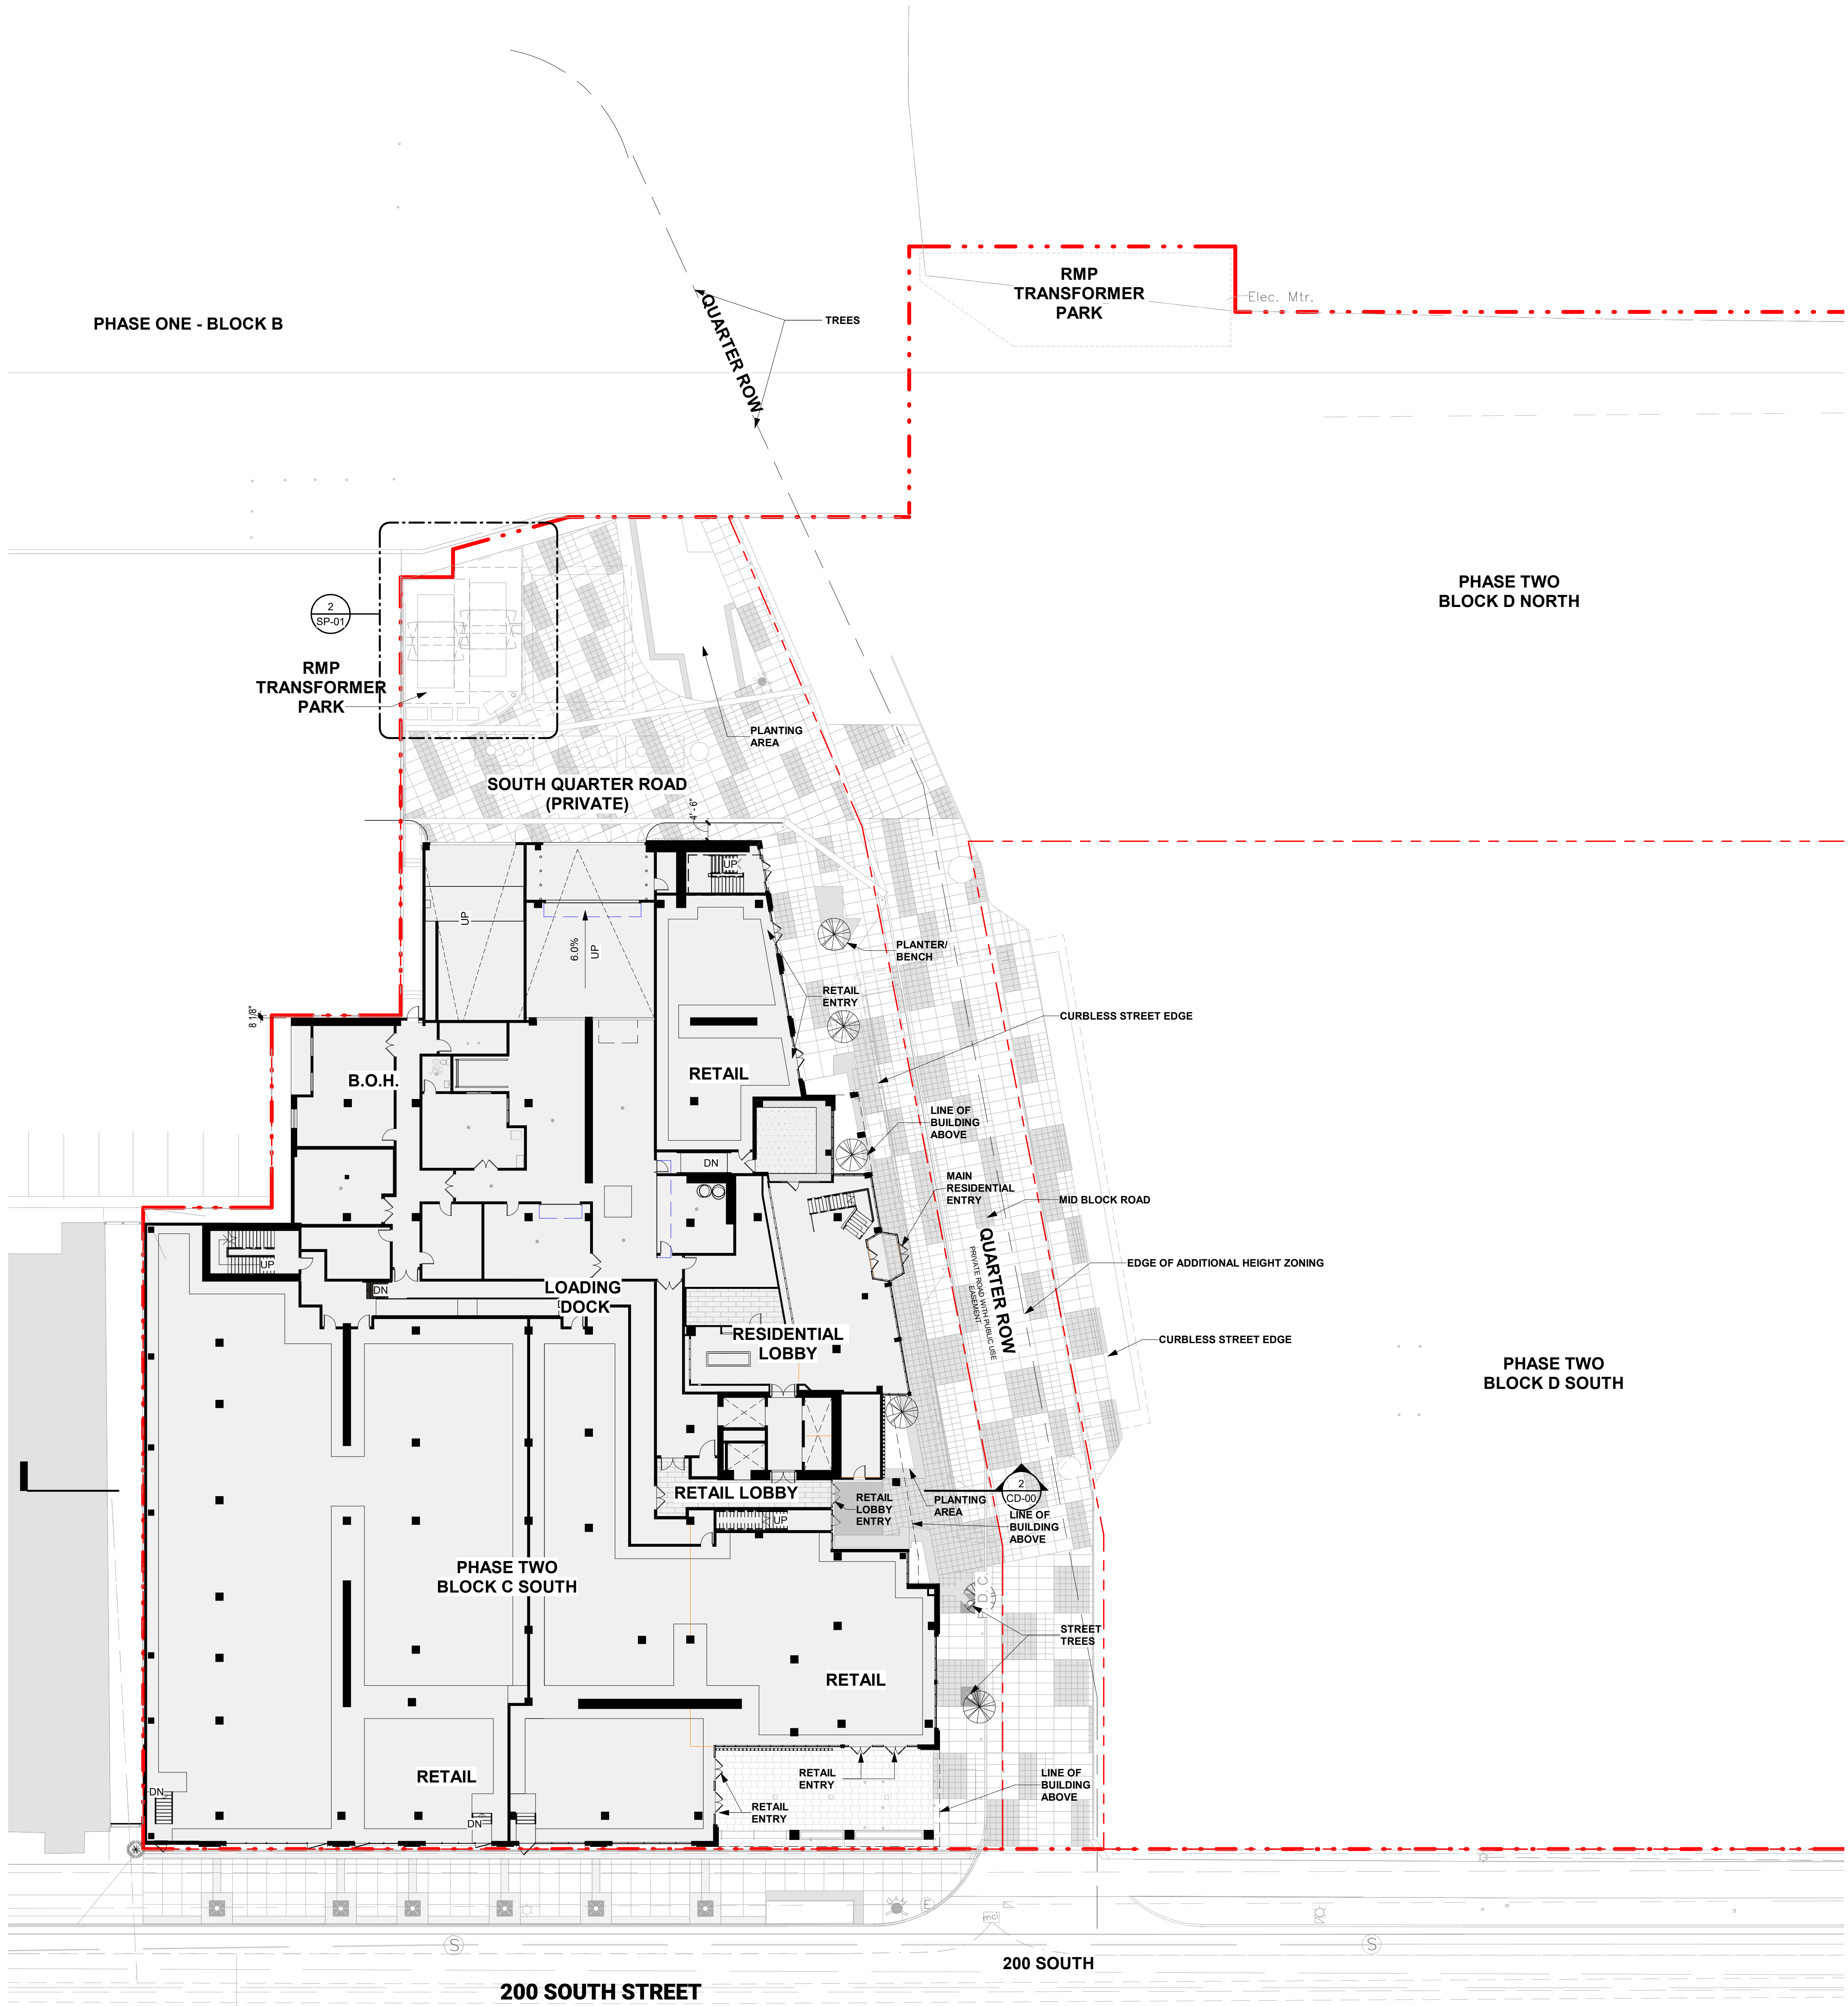 RMP
TRANSFORMER
PARK
Elec. Mtr.
PHASE ONE - BLOCK B
QUARTER ROW
TREES
PHASE TWO
BLOCK D NORTH
2
SP-01
RMP
TRANSFORMER
PARK
PLANTING
AREA
SOUTH QUARTER ROAD
(PRIVATE)
4' - 6"
UP
UP
6.0%
UP
PLANTER/
BENCH
RETAIL
ENTRY
8 1/8"
CURBLESS STREET EDGE
B.O.H.
RETAIL
LINE OF
BUILDING
ABOVE
DN
MAIN
RESIDENTIAL
ENTRY
MID BLOCK ROAD
QUARTER ROW
PRIVATE ROAD WITH PUBLIC USE
EASEMENT
EDGE OF ADDITIONAL HEIGHT ZONING
UP
DN
LOADING
DOCK
RESIDENTIAL
LOBBY
CURBLESS STREET EDGE
PHASE TWO
BLOCK D SOUTH
RETAIL LOBBY
RETAIL
LOBBY
ENTRY
PLANTING
AREA
2
CD-00
LINE OF
BUILDING
ABOVE
UP
PHASE TWO
BLOCK C SOUTH
STREET
TREES
RETAIL
RETAIL
RETAIL
ENTRY
LINE OF
BUILDING
ABOVE
DN
DN
RETAIL
ENTRY
E
mci
S
S
200 SOUTH
200 SOUTH STREET